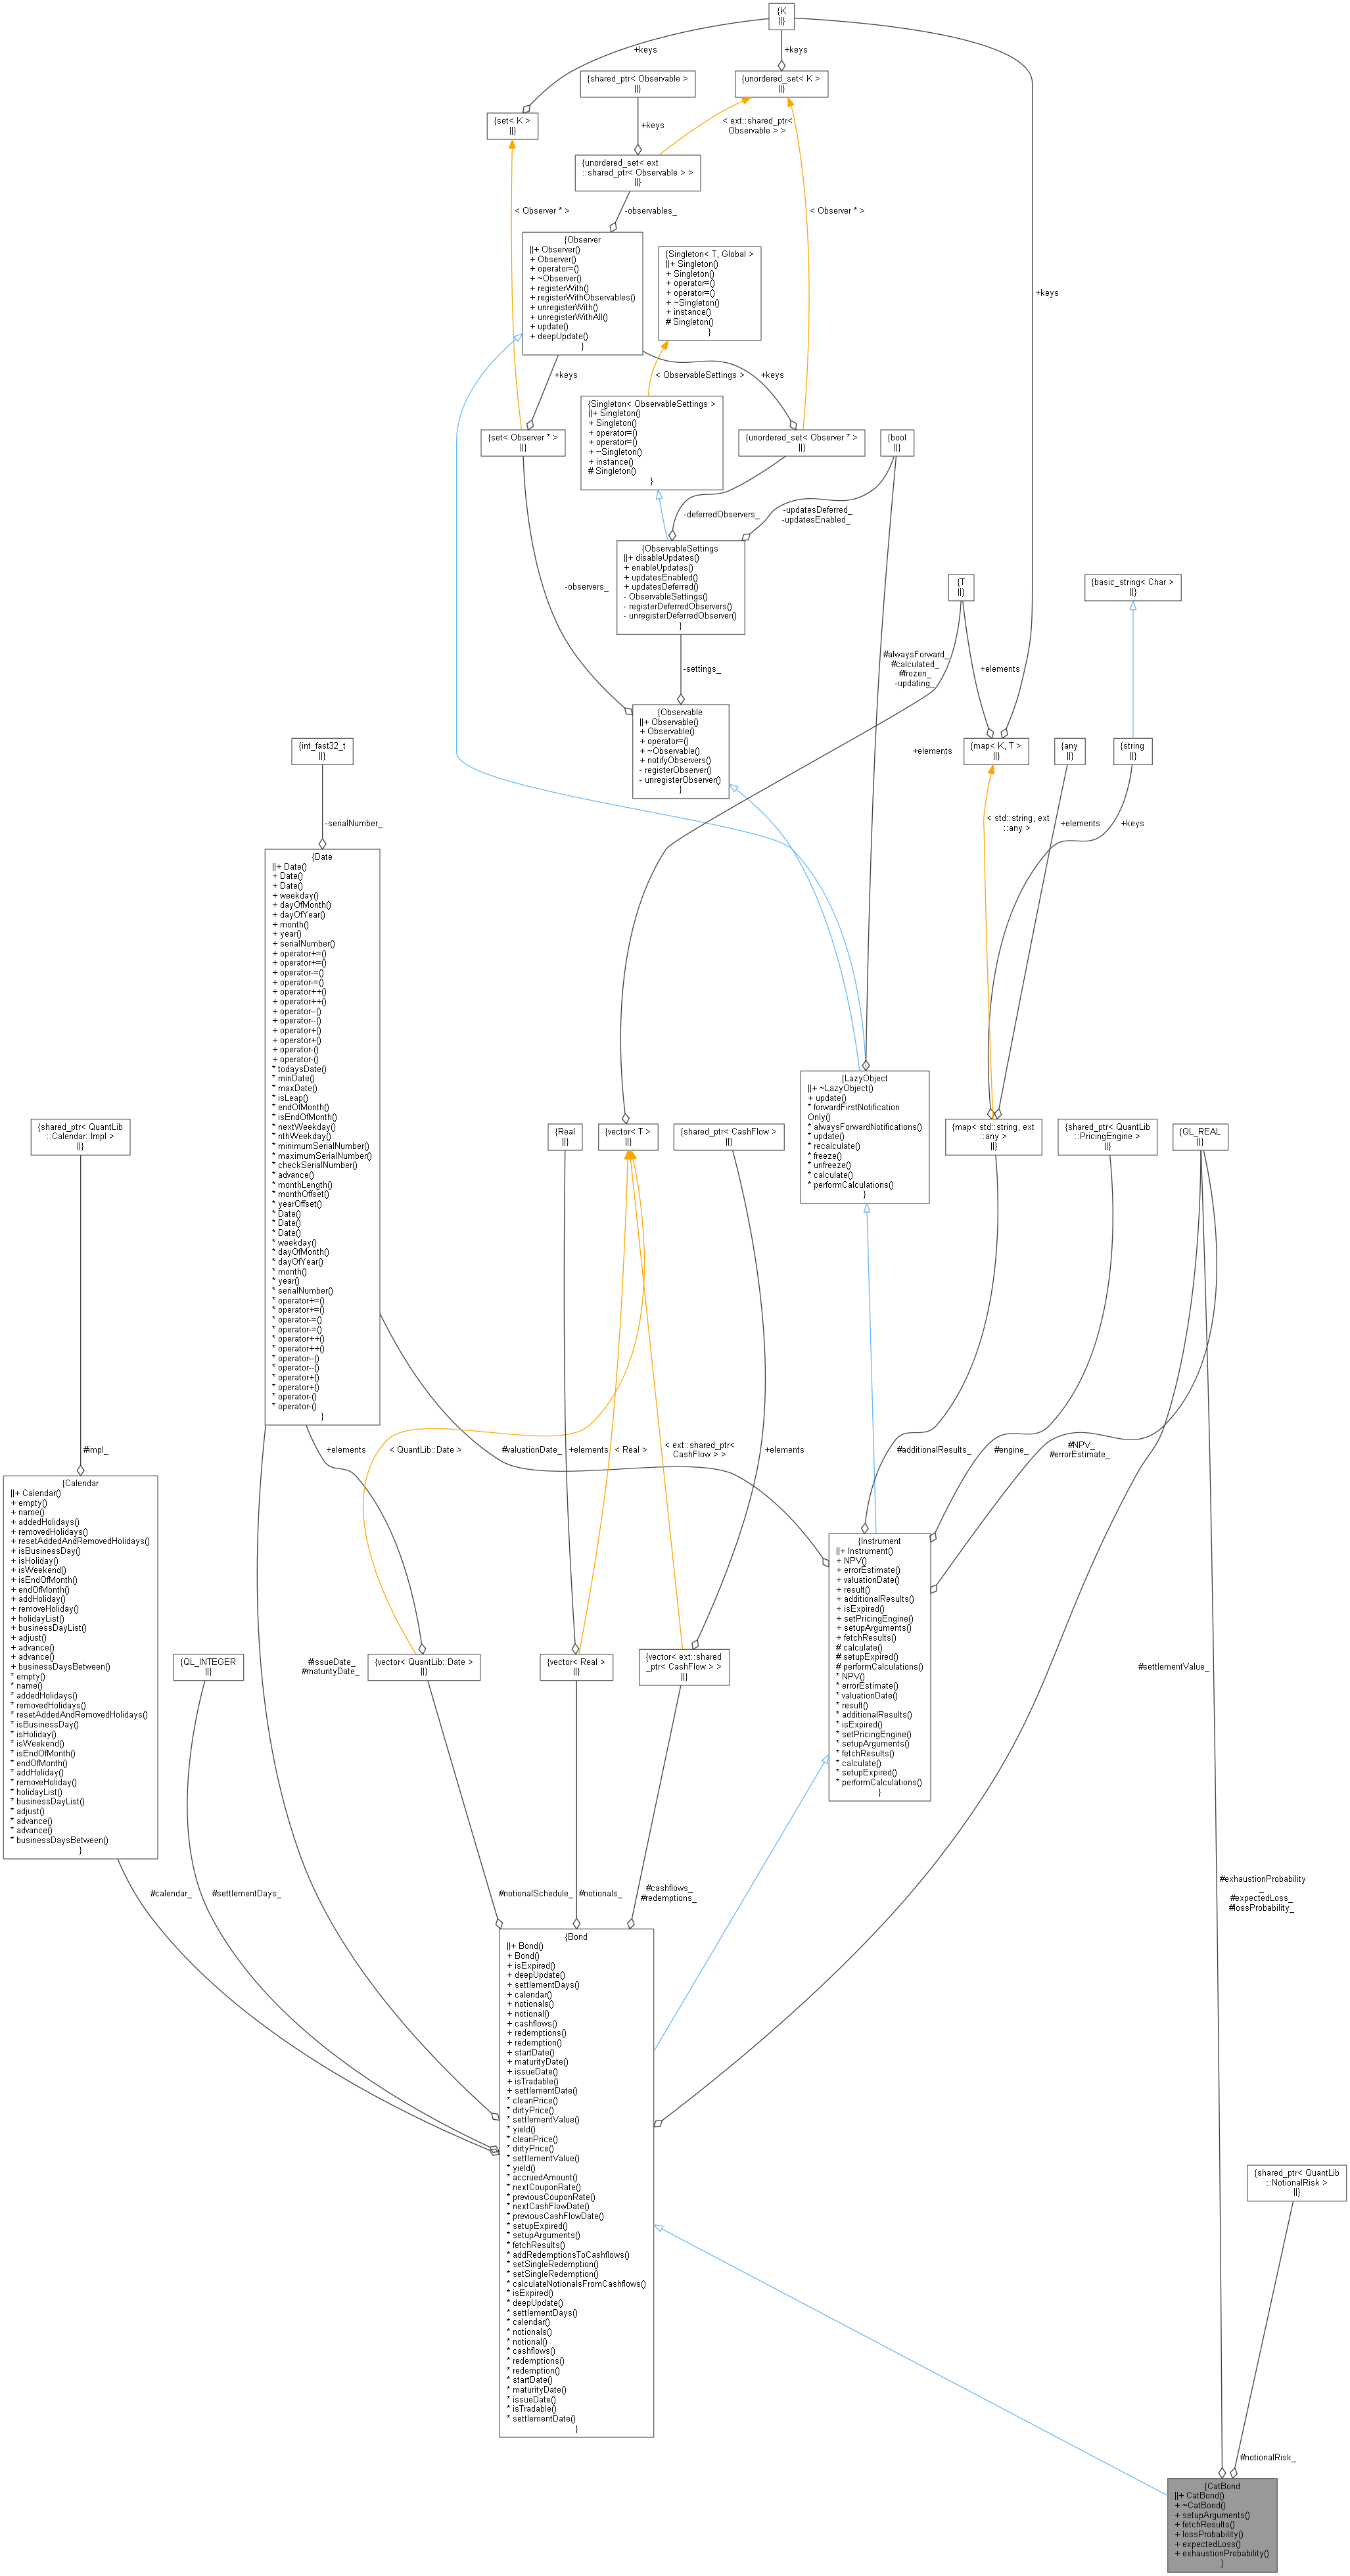 {K
||}
+keys
+keys
{shared_ptr< Observable >
||}
{unordered_set< K >
||}
{set< K >
||}
+keys
< ext::shared_ptr<
Observable > >
{unordered_set< ext
::shared_ptr< Observable > >
||}
< Observer * >
-observables_
< Observer * >
{Observer
||+ Observer()
+ Observer()
+ operator=()
+ ~Observer()
+ registerWith()
+ registerWithObservables()
+ unregisterWith()
+ unregisterWithAll()
+ update()
+ deepUpdate()
}
{Singleton< T, Global >
||+ Singleton()
+ Singleton()
+ operator=()
+ operator=()
+ ~Singleton()
+ instance()
# Singleton()
}
+keys
+keys
< ObservableSettings >
+keys
{Singleton< ObservableSettings >
||+ Singleton()
+ Singleton()
+ operator=()
+ operator=()
+ ~Singleton()
+ instance()
# Singleton()
}
{set< Observer * >
||}
{unordered_set< Observer * >
||}
{bool
||}
-deferredObservers_
-updatesDeferred_
-updatesEnabled_
-observers_
{ObservableSettings
||+ disableUpdates()
+ enableUpdates()
+ updatesEnabled()
+ updatesDeferred()
- ObservableSettings()
- registerDeferredObservers()
- unregisterDeferredObserver()
}
{T
||}
{basic_string< Char >
||}
-settings_
#alwaysForward_
#calculated_
#frozen_
-updating_
+elements
{Observable
||+ Observable()
+ Observable()
+ operator=()
+ ~Observable()
+ notifyObservers()
- registerObserver()
- unregisterObserver()
}
+elements
{int_fast32_t
||}
{map< K, T >
||}
{any
||}
{string
||}
-serialNumber_
< std::string, ext
::any >
+elements
+keys
{Date
||+ Date()
+ Date()
+ Date()
+ weekday()
+ dayOfMonth()
+ dayOfYear()
+ month()
+ year()
+ serialNumber()
+ operator+=()
+ operator+=()
+ operator-=()
+ operator-=()
+ operator++()
+ operator++()
+ operator--()
+ operator--()
+ operator+()
+ operator+()
+ operator-()
+ operator-()
* todaysDate()
* minDate()
* maxDate()
* isLeap()
* endOfMonth()
* isEndOfMonth()
* nextWeekday()
* nthWeekday()
* minimumSerialNumber()
* maximumSerialNumber()
* checkSerialNumber()
* advance()
* monthLength()
* monthOffset()
* yearOffset()
* Date()
* Date()
* Date()
* weekday()
* dayOfMonth()
* dayOfYear()
* month()
* year()
* serialNumber()
* operator+=()
* operator+=()
* operator-=()
* operator-=()
* operator++()
* operator++()
* operator--()
* operator--()
* operator+()
* operator+()
* operator-()
* operator-()
}
{LazyObject
||+ ~LazyObject()
+ update()
* forwardFirstNotification
Only()
* alwaysForwardNotifications()
* update()
* recalculate()
* freeze()
* unfreeze()
* calculate()
* performCalculations()
}
{shared_ptr< QuantLib
::Calendar::Impl >
||}
{Real
||}
{vector< T >
||}
{shared_ptr< CashFlow >
||}
{map< std::string, ext
::any >
||}
{shared_ptr< QuantLib
::PricingEngine >
||}
{QL_REAL
||}
#impl_
+elements
< QuantLib::Date >
#valuationDate_
+elements
< Real >
< ext::shared_ptr<
CashFlow > >
+elements
#additionalResults_
#engine_
#NPV_
#errorEstimate_
{Calendar
||+ Calendar()
+ empty()
+ name()
+ addedHolidays()
+ removedHolidays()
+ resetAddedAndRemovedHolidays()
+ isBusinessDay()
+ isHoliday()
+ isWeekend()
+ isEndOfMonth()
+ endOfMonth()
+ addHoliday()
+ removeHoliday()
+ holidayList()
+ businessDayList()
+ adjust()
+ advance()
+ advance()
+ businessDaysBetween()
* empty()
* name()
* addedHolidays()
* removedHolidays()
* resetAddedAndRemovedHolidays()
* isBusinessDay()
* isHoliday()
* isWeekend()
* isEndOfMonth()
* endOfMonth()
* addHoliday()
* removeHoliday()
* holidayList()
* businessDayList()
* adjust()
* advance()
* advance()
* businessDaysBetween()
}
{Instrument
||+ Instrument()
+ NPV()
+ errorEstimate()
+ valuationDate()
+ result()
+ additionalResults()
+ isExpired()
+ setPricingEngine()
+ setupArguments()
+ fetchResults()
# calculate()
# setupExpired()
# performCalculations()
* NPV()
* errorEstimate()
* valuationDate()
* result()
* additionalResults()
* isExpired()
* setPricingEngine()
* setupArguments()
* fetchResults()
* calculate()
* setupExpired()
* performCalculations()
}
{QL_INTEGER
||}
#issueDate_
#maturityDate_
{vector< QuantLib::Date >
||}
{vector< Real >
||}
{vector< ext::shared
_ptr< CashFlow > >
||}
#settlementValue_
#calendar_
#settlementDays_
#notionalSchedule_
#notionals_
#cashflows_
#redemptions_
#exhaustionProbability
_
#expectedLoss_
#lossProbability_
{Bond
||+ Bond()
+ Bond()
+ isExpired()
+ deepUpdate()
+ settlementDays()
+ calendar()
+ notionals()
+ notional()
+ cashflows()
+ redemptions()
+ redemption()
+ startDate()
+ maturityDate()
+ issueDate()
+ isTradable()
+ settlementDate()
* cleanPrice()
* dirtyPrice()
* settlementValue()
* yield()
* cleanPrice()
* dirtyPrice()
* settlementValue()
* yield()
* accruedAmount()
* nextCouponRate()
* previousCouponRate()
* nextCashFlowDate()
* previousCashFlowDate()
* setupExpired()
* setupArguments()
* fetchResults()
* addRedemptionsToCashflows()
* setSingleRedemption()
* setSingleRedemption()
* calculateNotionalsFromCashflows()
* isExpired()
* deepUpdate()
* settlementDays()
* calendar()
* notionals()
* notional()
* cashflows()
* redemptions()
* redemption()
* startDate()
* maturityDate()
* issueDate()
* isTradable()
* settlementDate()
}
{shared_ptr< QuantLib
::NotionalRisk >
||}
#notionalRisk_
{CatBond
||+ CatBond()
+ ~CatBond()
+ setupArguments()
+ fetchResults()
+ lossProbability()
+ expectedLoss()
+ exhaustionProbability()
}